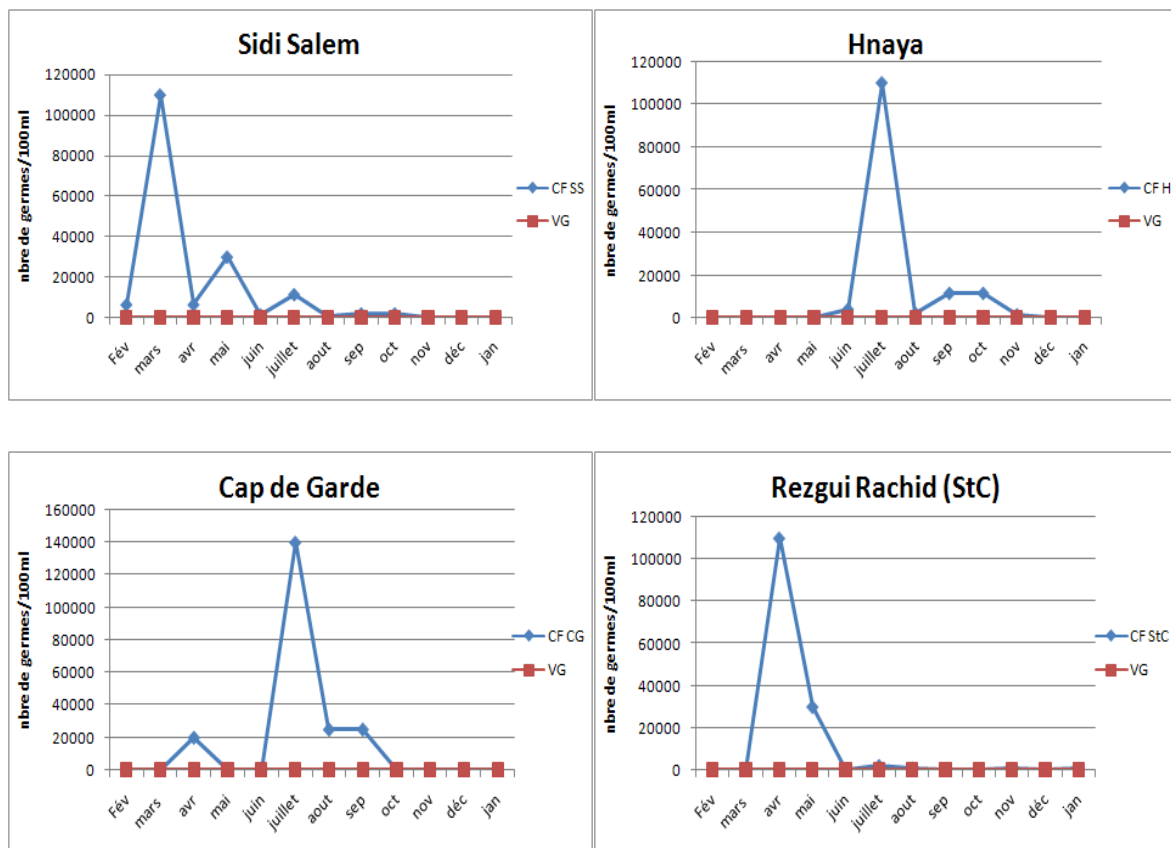 Sidi Salem
nbre de germes/100ml
120000
100000
80000
60000
40000
20000
0
Fév mars avr mai juin juillet aout sep oct nov déc jan
CF SS
VG
Hnaya
nbre de germes/100ml
120000
100000
80000
60000
40000
20000
0
Fév mars avr mai juin juillet aout sep oct nov déc jan
CF H
VG
Cap de Garde
nbre de germes/100ml
160000
140000
120000
100000
80000
60000
40000
20000
0
Fév mars avr mai juin juillet aout sep oct nov déc jan
CF CG
VG
Rezgui Rachid (StC)
nbre de germes/100ml
120000
100000
80000
60000
40000
20000
0
Fév mars avr mai juin juillet aout sep oct nov déc jan
CF StC
VG